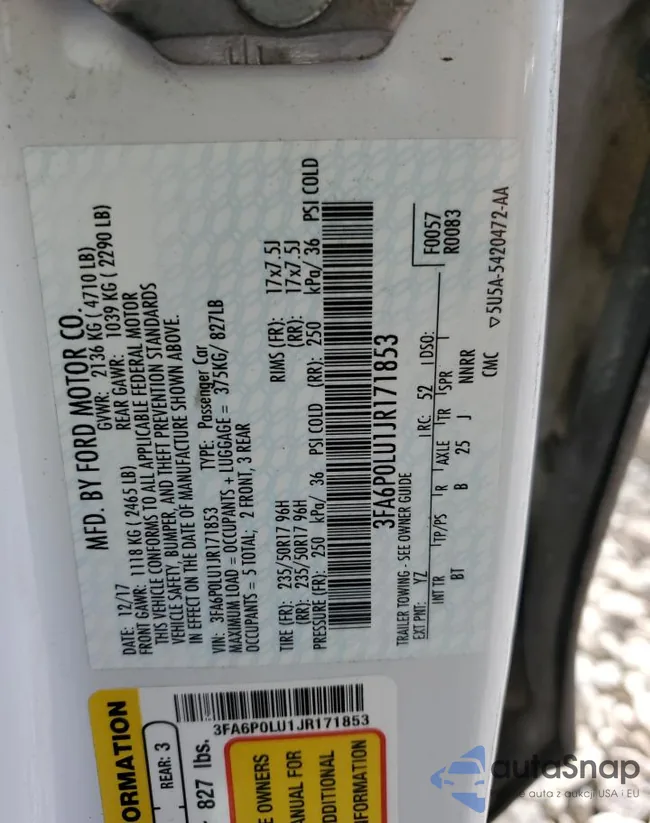 MFD. BY FORD MOTOR CO.
DATE: 12/17 GVWR: 2136 KG ( 4710 LB)
FRONT GAWR: 1118 KG ( 2465 LB) REAR GAWR: 1039 KG ( 2290 LB)
THIS VEHICLE CONFORMS TO ALL APPLICABLE FEDERAL MOTOR
VEHICLE SAFETY, BUMPER, AND THEFT PREVENTION STANDARDS
IN EFFECT ON THE DATE OF MANUFACTURE SHOWN ABOVE.
VIN: 3FA6P0LU1JR171853 TYPE: Passenger Car
MAXIMUM LOAD = OCCUPANTS + LUGGAGE = 375KG/ 827LB
OCCUPANTS = 5 TOTAL; 2 FRONT, 3 REAR
TIRE (FR): 235/50R17 96H RIMS (FR): 17x7.5J
(RR): 235/50R17 96H (RR): 17x7.5J
PRESSURE (FR): 250 kPa/ 36 PSI COLD (RR): 250 kPa/ 36 PSI COLD
3FA6P0LU1JR171853
TRAILER TOWING - SEE OWNER GUIDE
F0057
R0083
EXT PNT: YZ RC: 52 DSO:
INT TR TP/PS R AXLE TR SPR
BT B 25 J NNRR
CMC ▽5U5A-5420472-AA
3FA6P0LU1JR171853
ORMATION
REAR: 3
827 lbs.
E OWNERS
ANUAL FOR
ADDITIONAL
FORMATION
autaSnap
auta z aukcji USA i EU